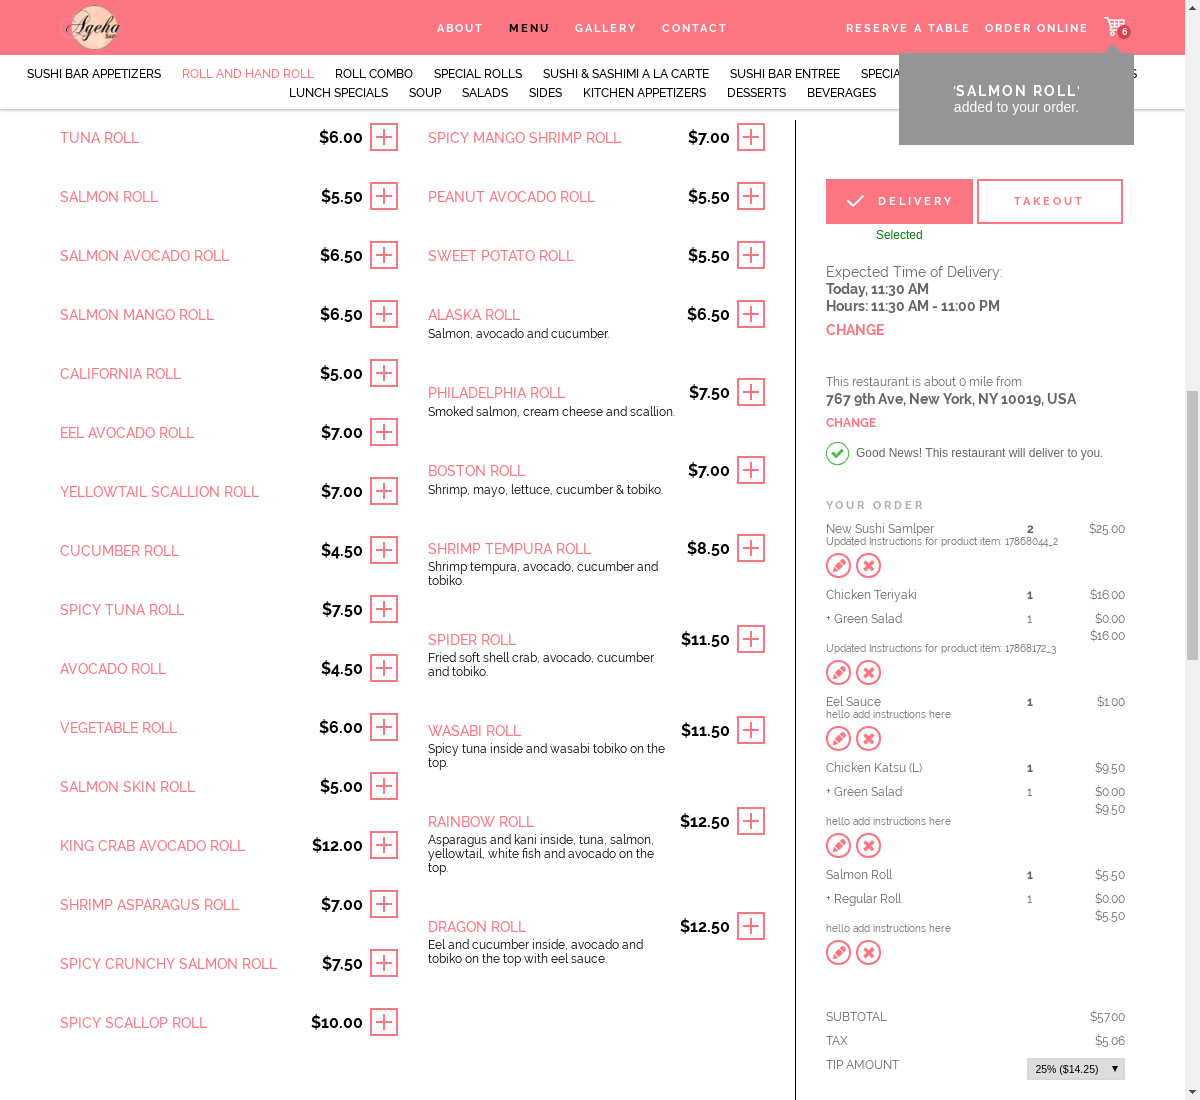 Ageha
ABOUT MENU GALLERY CONTACT RESERVE A TABLE ORDER ONLINE 6
SUSHI BAR APPETIZERS ROLL AND HAND ROLL ROLL COMBO SPECIAL ROLLS SUSHI & SASHIMI A LA CARTE SUSHI BAR ENTREE
LUNCH SPECIALS SOUP SALADS SIDES KITCHEN APPETIZERS DESSERTS BEVERAGES
'SALMON ROLL'
added to your order.
TUNA ROLL $6.00
SALMON ROLL $5.50
SALMON AVOCADO ROLL $6.50
SALMON MANGO ROLL $6.50
CALIFORNIA ROLL $5.00
EEL AVOCADO ROLL $7.00
YELLOWTAIL SCALLION ROLL $7.00
CUCUMBER ROLL $4.50
SPICY TUNA ROLL $7.50
AVOCADO ROLL $4.50
VEGETABLE ROLL $6.00
SALMON SKIN ROLL $5.00
KING CRAB AVOCADO ROLL $12.00
SHRIMP ASPARAGUS ROLL $7.00
SPICY CRUNCHY SALMON ROLL $7.50
SPICY SCALLOP ROLL $10.00
SPICY MANGO SHRIMP ROLL $7.00
PEANUT AVOCADO ROLL $5.50
SWEET POTATO ROLL $5.50
ALASKA ROLL $6.50
Salmon, avocado and cucumber.
PHILADELPHIA ROLL $7.50
Smoked salmon, cream cheese and scallion.
BOSTON ROLL $7.00
Shrimp, mayo, lettuce, cucumber & tobiko.
SHRIMP TEMPURA ROLL $8.50
Shrimp tempura, avocado, cucumber and
tobiko.
SPIDER ROLL $11.50
Fried soft shell crab, avocado, cucumber
and tobiko.
WASABI ROLL $11.50
Spicy tuna inside and wasabi tobiko on the
top.
RAINBOW ROLL $12.50
Asparagus and kani inside, tuna, salmon,
yellowtail, white fish and avocado on the
top.
DRAGON ROLL $12.50
Eel and cucumber inside, avocado and
tobiko on the top with eel sauce.
DELIVERY TAKEOUT
Selected
Expected Time of Delivery:
Today, 11:30 AM
Hours: 11:30 AM - 11:00 PM
CHANGE
This restaurant is about 0 mile from
767 9th Ave, New York, NY 10019, USA
CHANGE
Good News! This restaurant will deliver to you.
YOUR ORDER
New Sushi Samlper 2 $25.00
Updated Instructions for product item: 17868044_2
Chicken Teriyaki 1 $16.00
+ Green Salad 1 $0.00
$16.00
Updated Instructions for product item: 17868172_3
Eel Sauce 1 $1.00
hello add instructions here
Chicken Katsu (L) 1 $9.50
+ Green Salad 1 $0.00
$9.50
hello add instructions here
Salmon Roll 1 $5.50
+ Regular Roll 1 $0.00
$5.50
hello add instructions here
SUBTOTAL $57.00
TAX $5.06
TIP AMOUNT 25% ($14.25)